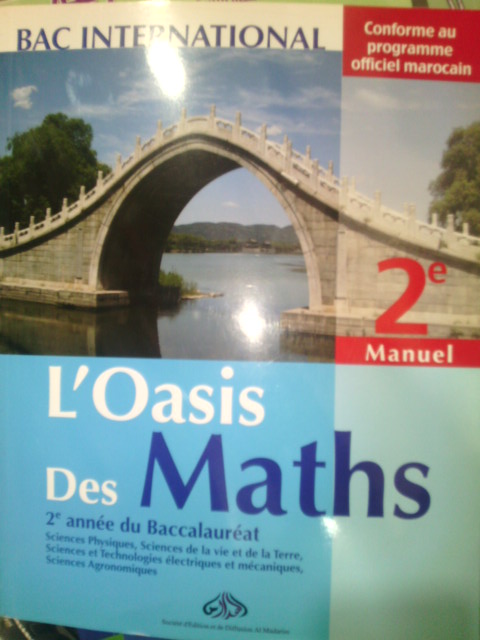 BAC INTERNATIONAL
Conforme au
programme
officiel marocain
2e
Manuel
L'Oasis
Des Maths
2e année du Baccalauréat
Sciences Physiques, Sciences de la vie et de la Terre,
Sciences et Technologies électriques et mécaniques,
Sciences Agronomiques
Société d'Edition et de Diffusion Al Madariss